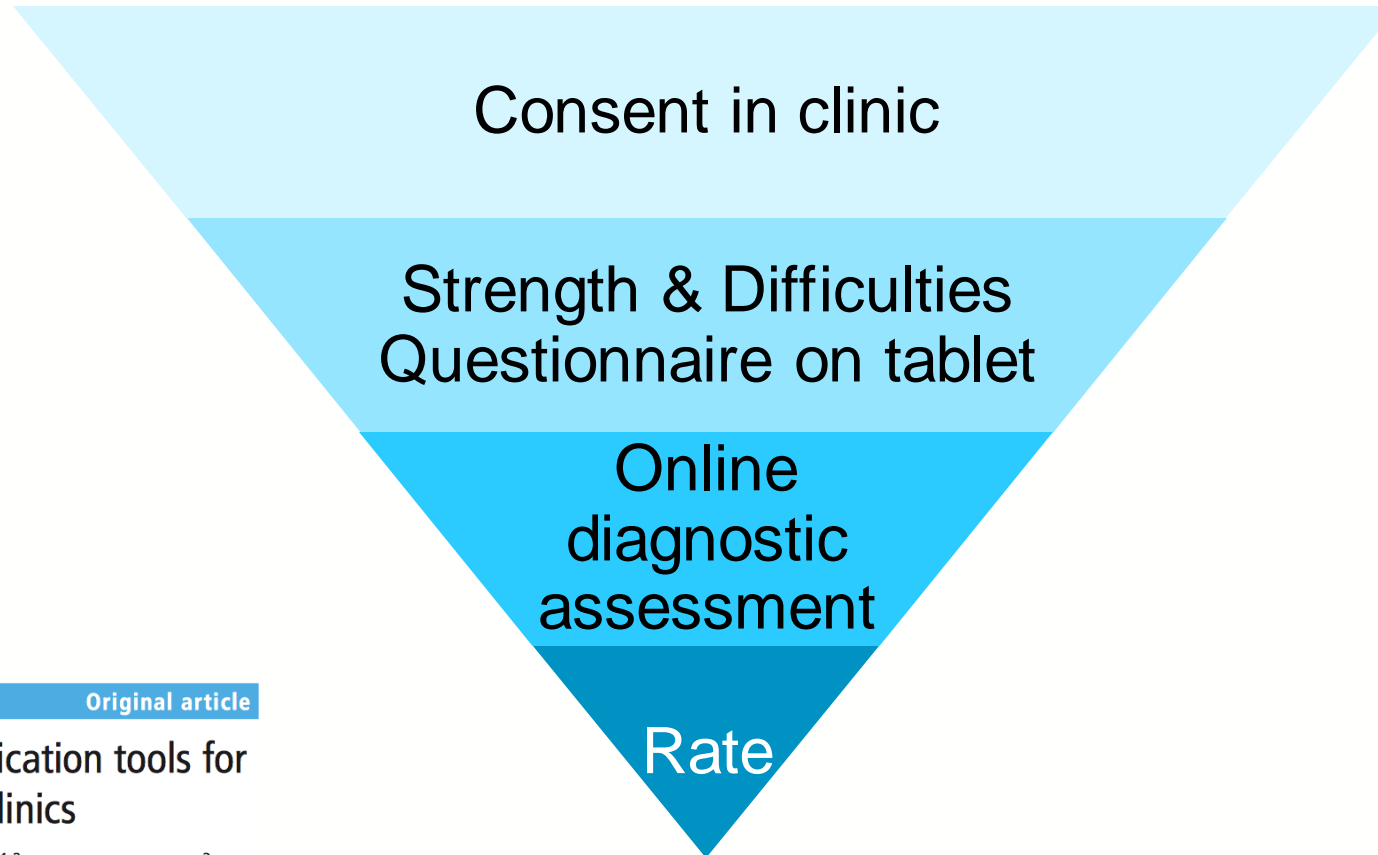 Consent in clinic
Strength & Difficulties
Questionnaire on tablet
Online
diagnostic
assessment
Rate
Original article
ication tools for
linics